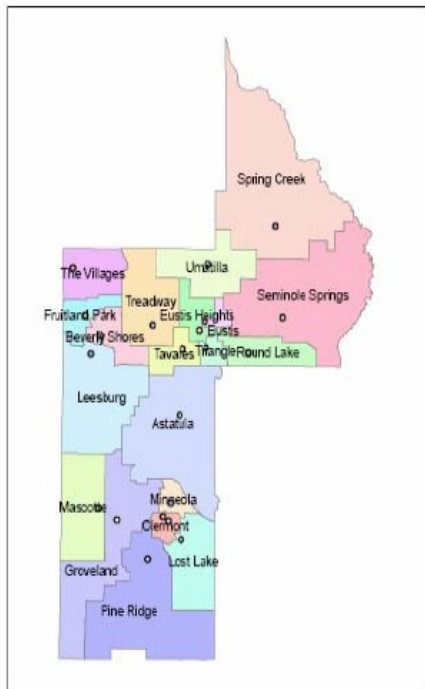 Spring Creek
Umatilla
The Villages
Seminole Springs
Treadway
Fruitland Park
Eustis Heights
Beverly Shores
Eustis
Tavares
Triangle
Round Lake
Leesburg
Astatula
Minneola
Mascotte
Clermont
Lost Lake
Groveland
Pine Ridge